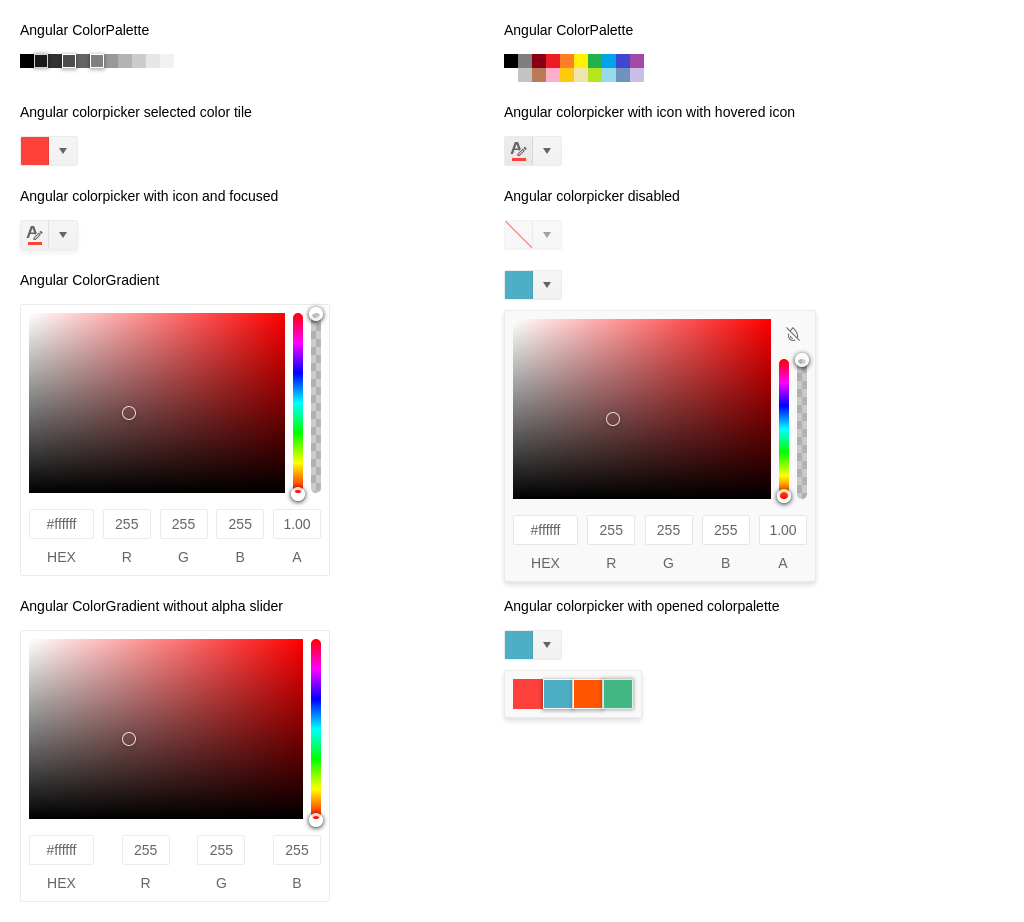 Angular ColorPalette
Angular ColorPalette
Angular colorpicker selected color tile
Angular colorpicker with icon with hovered icon
A
Angular colorpicker with icon and focused
Angular colorpicker disabled
A
Angular ColorGradient
#ffffff 255 255 255 1.00
HEX R G B A
#ffffff 255 255 255 1.00
HEX R G B A
Angular ColorGradient without alpha slider
Angular colorpicker with opened colorpalette
#ffffff 255 255 255
HEX R G B